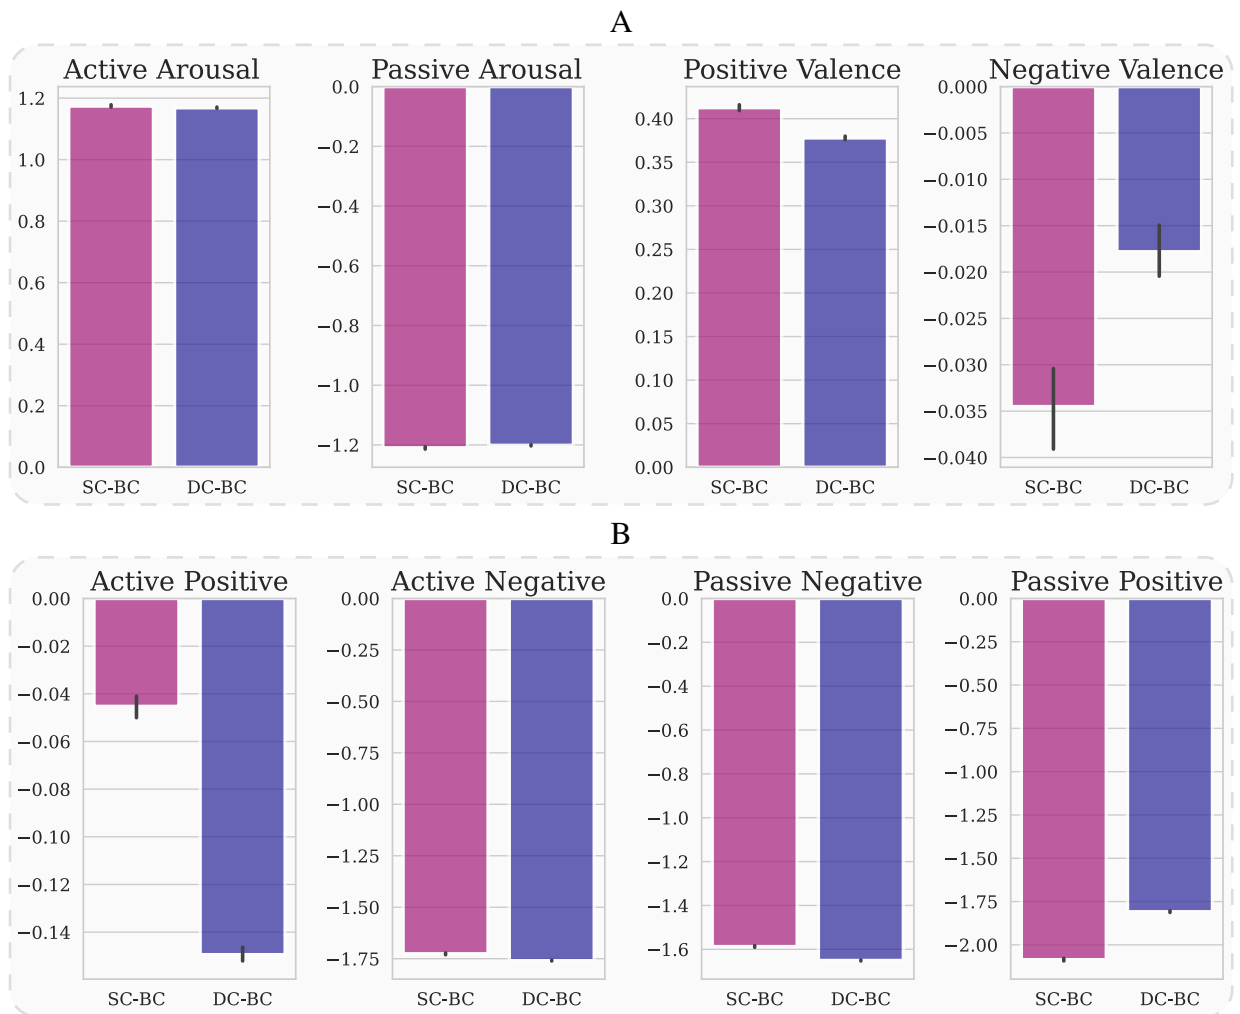 A
Active Arousal
Passive Arousal
Positive Valence
Negative Valence
1.2
1.0
0.8
0.6
0.4
0.2
0.0
SC-BC
DC-BC
0.0
−0.2
−0.4
−0.6
−0.8
−1.0
−1.2
SC-BC
DC-BC
0.40
0.35
0.30
0.25
0.20
0.15
0.10
0.05
0.00
SC-BC
DC-BC
0.000
−0.005
−0.010
−0.015
−0.020
−0.025
−0.030
−0.035
−0.040
SC-BC
DC-BC
B
Active Positive
Active Negative
Passive Negative
Passive Positive
0.00
−0.02
−0.04
−0.06
−0.08
−0.10
−0.12
−0.14
SC-BC
DC-BC
0.00
−0.25
−0.50
−0.75
−1.00
−1.25
−1.50
−1.75
SC-BC
DC-BC
0.0
−0.2
−0.4
−0.6
−0.8
−1.0
−1.2
−1.4
−1.6
SC-BC
DC-BC
0.00
−0.25
−0.50
−0.75
−1.00
−1.25
−1.50
−1.75
−2.00
SC-BC
DC-BC